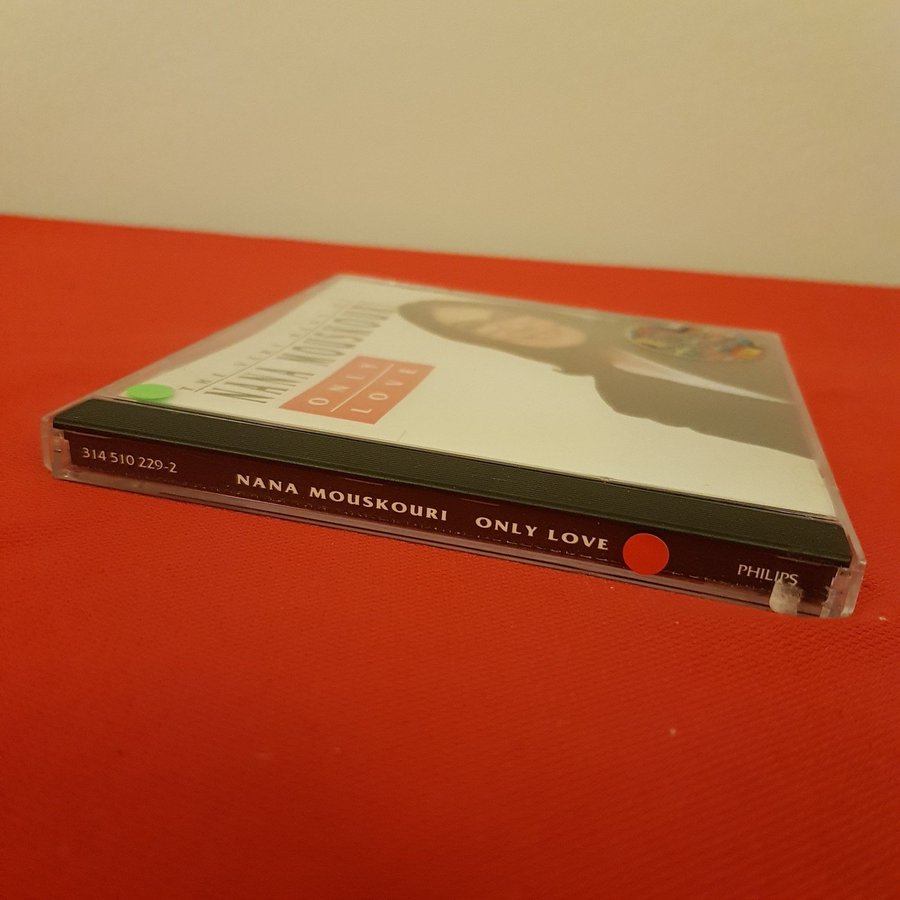 THE VERY BEST OF
NANA MOUSKOURI
ONLY
LOVE
314 510 229-2 NANA MOUSKOURI ONLY LOVE PHILIPS